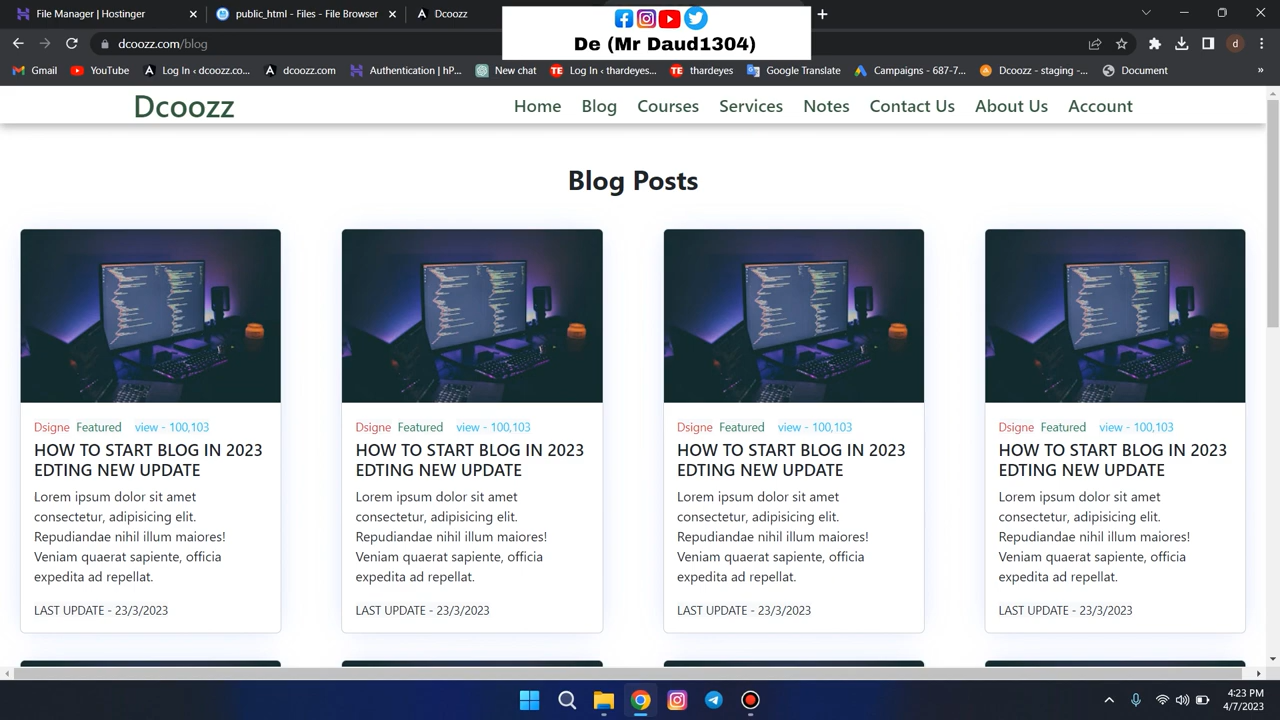 File Manager | Hostinger
public_html - Files - File Brow
Dcoozz
De (Mr Daud1304)
dcoozz.com/blog
d
Gmail
YouTube
Log In ‹ dcozz.co...
A.com
Authentication | hP...
New chat
Log In ‹ thardeyes...
thardeyes
Google Translate
Campaigns - 687-7...
Dcoozz - staging -...
Document
Dcoozz
Home Blog Courses Services Notes Contact Us About Us Account
Blog Posts
Dsigne Featured view - 100,103
HOW TO START BLOG IN 2023
EDTING NEW UPDATE
Lorem ipsum dolor sit amet
consectetur, adipisicing elit.
Repudiandae nihil illum maiores!
Veniam quaerat sapiente, officia
expedita ad repellat.
LAST UPDATE - 23/3/2023
Dsigne Featured view - 100,103
HOW TO START BLOG IN 2023
EDTING NEW UPDATE
Lorem ipsum dolor sit amet
consectetur, adipisicing elit.
Repudiandae nihil illum maiores!
Veniam quaerat sapiente, officia
expedita ad repellat.
LAST UPDATE - 23/3/2023
Dsigne Featured view - 100,103
HOW TO START BLOG IN 2023
EDTING NEW UPDATE
Lorem ipsum dolor sit amet
consectetur, adipisicing elit.
Repudiandae nihil illum maiores!
Veniam quaerat sapiente, officia
expedita ad repellat.
LAST UPDATE - 23/3/2023
Dsigne Featured view - 100,103
HOW TO START BLOG IN 2023
EDTING NEW UPDATE
Lorem ipsum dolor sit amet
consectetur, adipisicing elit.
Repudiandae nihil illum maiores!
Veniam quaerat sapiente, officia
expedita ad repellat.
LAST UPDATE - 23/3/2023
4:23 PM
4/7/2023